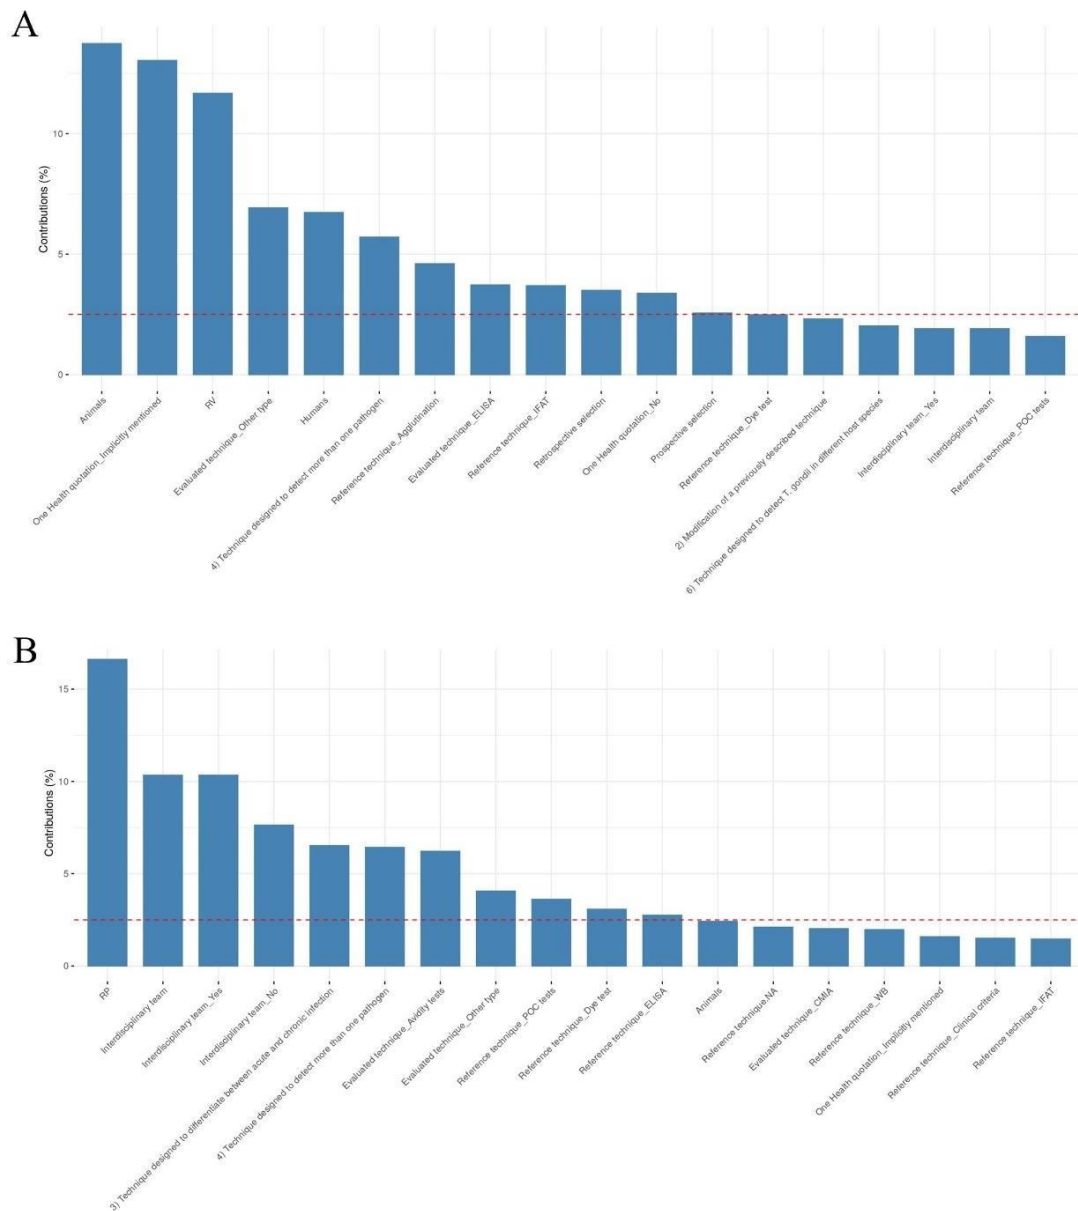 A
Contributions (%)
10
5
0
Animals
One Health quotation_Implicitly mentioned
RV
Evaluated technique_Other type
Humans
4) Technique designed to detect more than one pathogen
Reference technique_Agglutination
Evaluated technique_ELISA
Reference technique_IFAT
Retrospective selection
One Health quotation_No
Prospective selection
Reference technique_Dye test
2) Modification of a previously described technique
6) Technique designed to detect T. gondii in different host species
Interdisciplinary team_Yes
Interdisciplinary team
Reference technique_POC tests
B
Contributions (%)
15
10
5
0
RP
Interdisciplinary team
Interdisciplinary team_Yes
Interdisciplinary team_No
3) Technique designed to differentiate between acute and chronic infection
4) Technique designed to detect more than one pathogen
Evaluated technique_Avidity tests
Evaluated technique_Other type
Reference technique_POC tests
Reference technique_Dye test
Reference technique_ELISA
Animals
Reference technique.NA
Evaluated technique_CMIA
Reference technique_WB
One Health quotation_Implicitly mentioned
Reference technique_Clinical criteria
Reference technique_IFAT